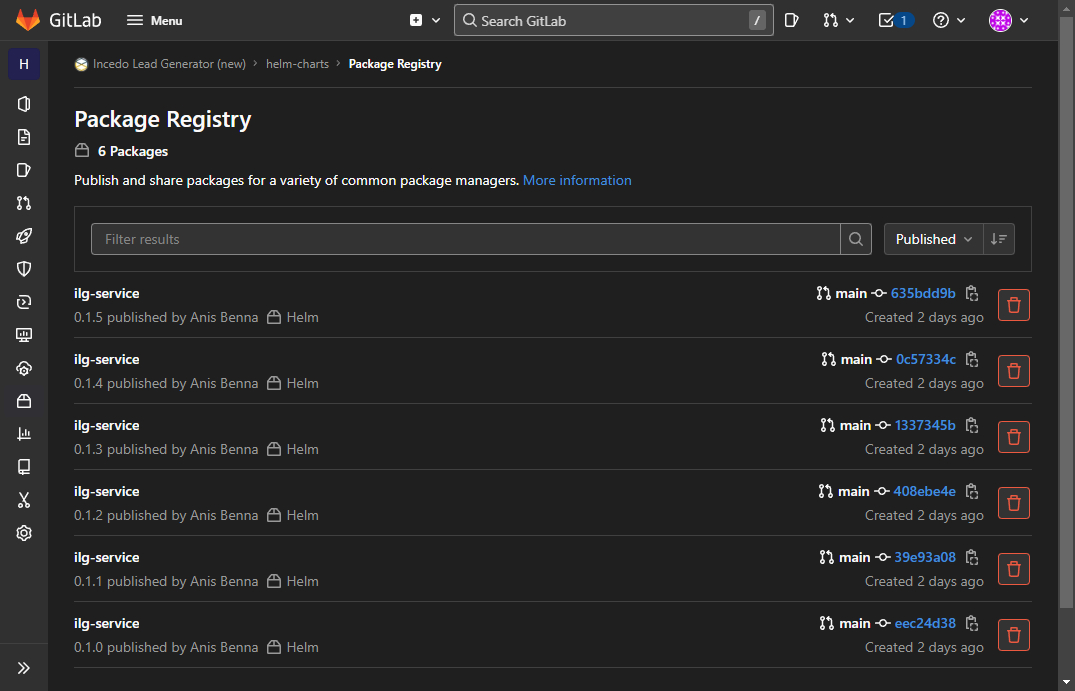 GitLab Menu Search GitLab / 1
H
Incedo Lead Generator (new) › helm-charts › Package Registry
Package Registry
6 Packages
Publish and share packages for a variety of common package managers. More information
Filter results Published
ilg-service main 635bdd9b
0.1.5 published by Anis Benna Helm Created 2 days ago
ilg-service main 0c57334c
0.1.4 published by Anis Benna Helm Created 2 days ago
ilg-service main 1337345b
0.1.3 published by Anis Benna Helm Created 2 days ago
ilg-service main 408ebe4e
0.1.2 published by Anis Benna Helm Created 2 days ago
ilg-service main 39e93a08
0.1.1 published by Anis Benna Helm Created 2 days ago
ilg-service main eec24d38
0.1.0 published by Anis Benna Helm Created 2 days ago